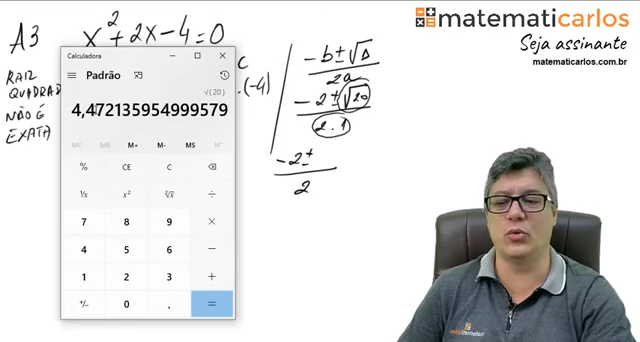 A3 x² + 2x - 4 = 0
RAIZ
QUADRAD
NÃO É
EXATA
c
.(-4)
-b ± √Δ
2a
-2 ± √20
2.1
-2 ±
2
Calculadora
Padrão
√(20)
4,472135954999579
MC MR M+ M- MS
% CE C
¹/x x² ²√x ÷
7 8 9 ×
4 5 6 −
1 2 3 +
+/- 0 , =
matematicarlos
Seja assinante
matematicarlos.com.br